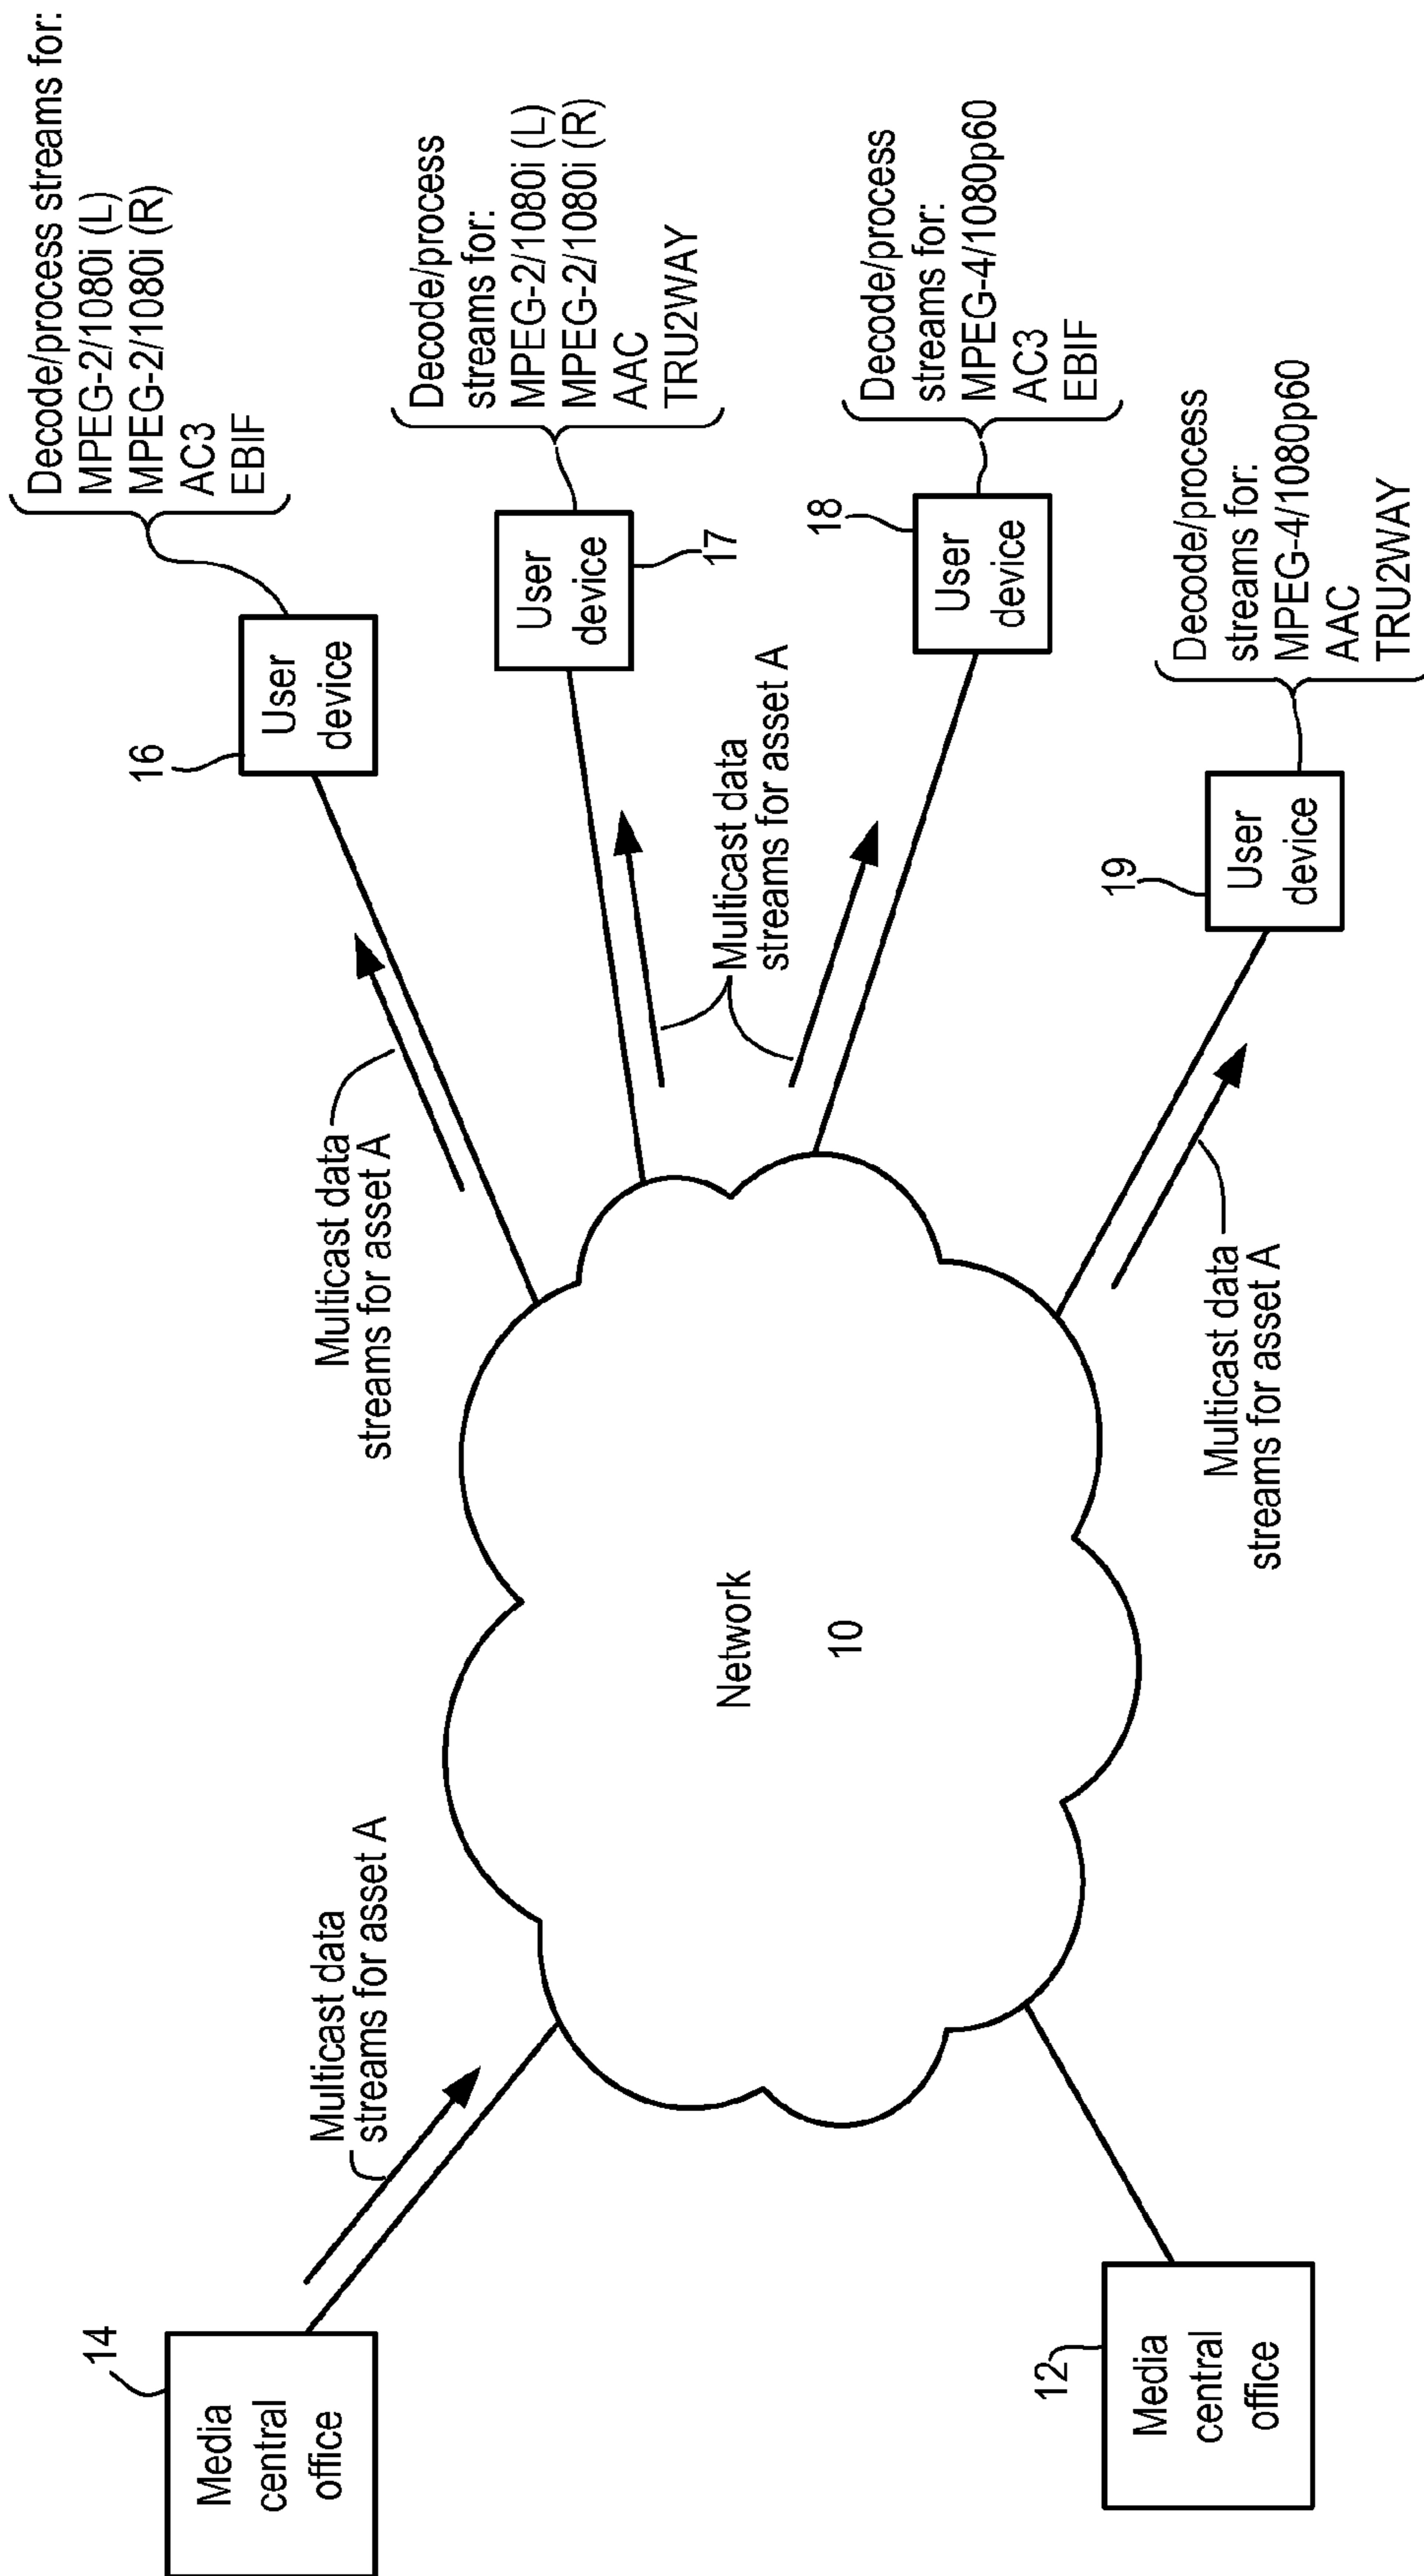 14
Media
central
office
Multicast data
streams for asset A
12
Media
central
office
Network
10
Multicast data
streams for asset A
16
User
device
Decode/process streams for:
MPEG-2/1080i (L)
MPEG-2/1080i (R)
AC3
EBIF
Multicast data
streams for asset A
User
device
17
Decode/process
streams for:
MPEG-2/1080i (L)
MPEG-2/1080i (R)
AAC
TRU2WAY
18
User
device
Decode/process
streams for:
MPEG-4/1080p60
AC3
EBIF
Multicast data
streams for asset A
19
User
device
Decode/process
streams for:
MPEG-4/1080p60
AAC
TRU2WAY